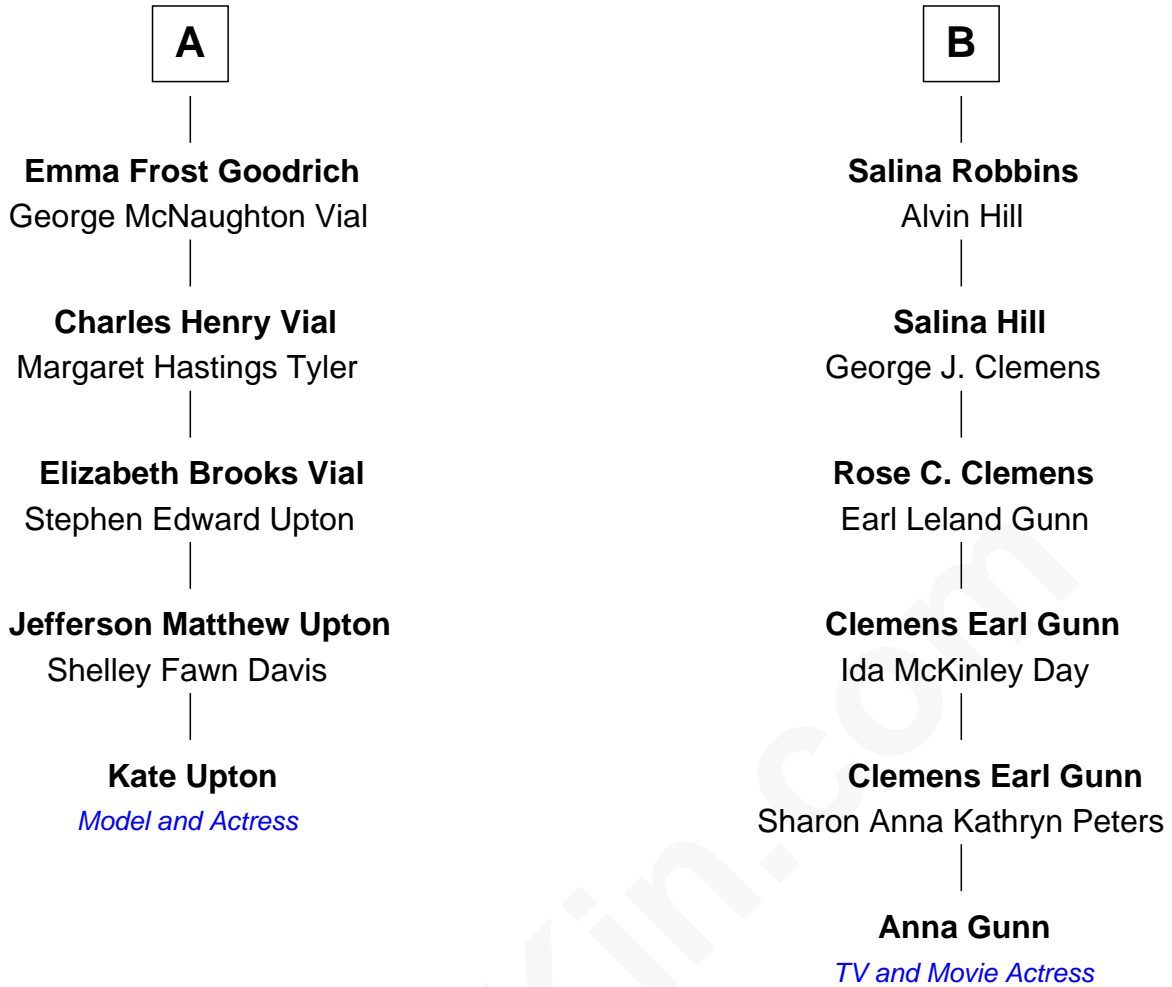 A
Emma Frost Goodrich
George McNaughton Vial
Charles Henry Vial
Margaret Hastings Tyler
Elizabeth Brooks Vial
Stephen Edward Upton
Jefferson Matthew Upton
Shelley Fawn Davis
Kate Upton
Model and Actress
B
Salina Robbins
Alvin Hill
Salina Hill
George J. Clemens
Rose C. Clemens
Earl Leland Gunn
Clemens Earl Gunn
Ida McKinley Day
Clemens Earl Gunn
Sharon Anna Kathryn Peters
Anna Gunn
TV and Movie Actress
Kin.com